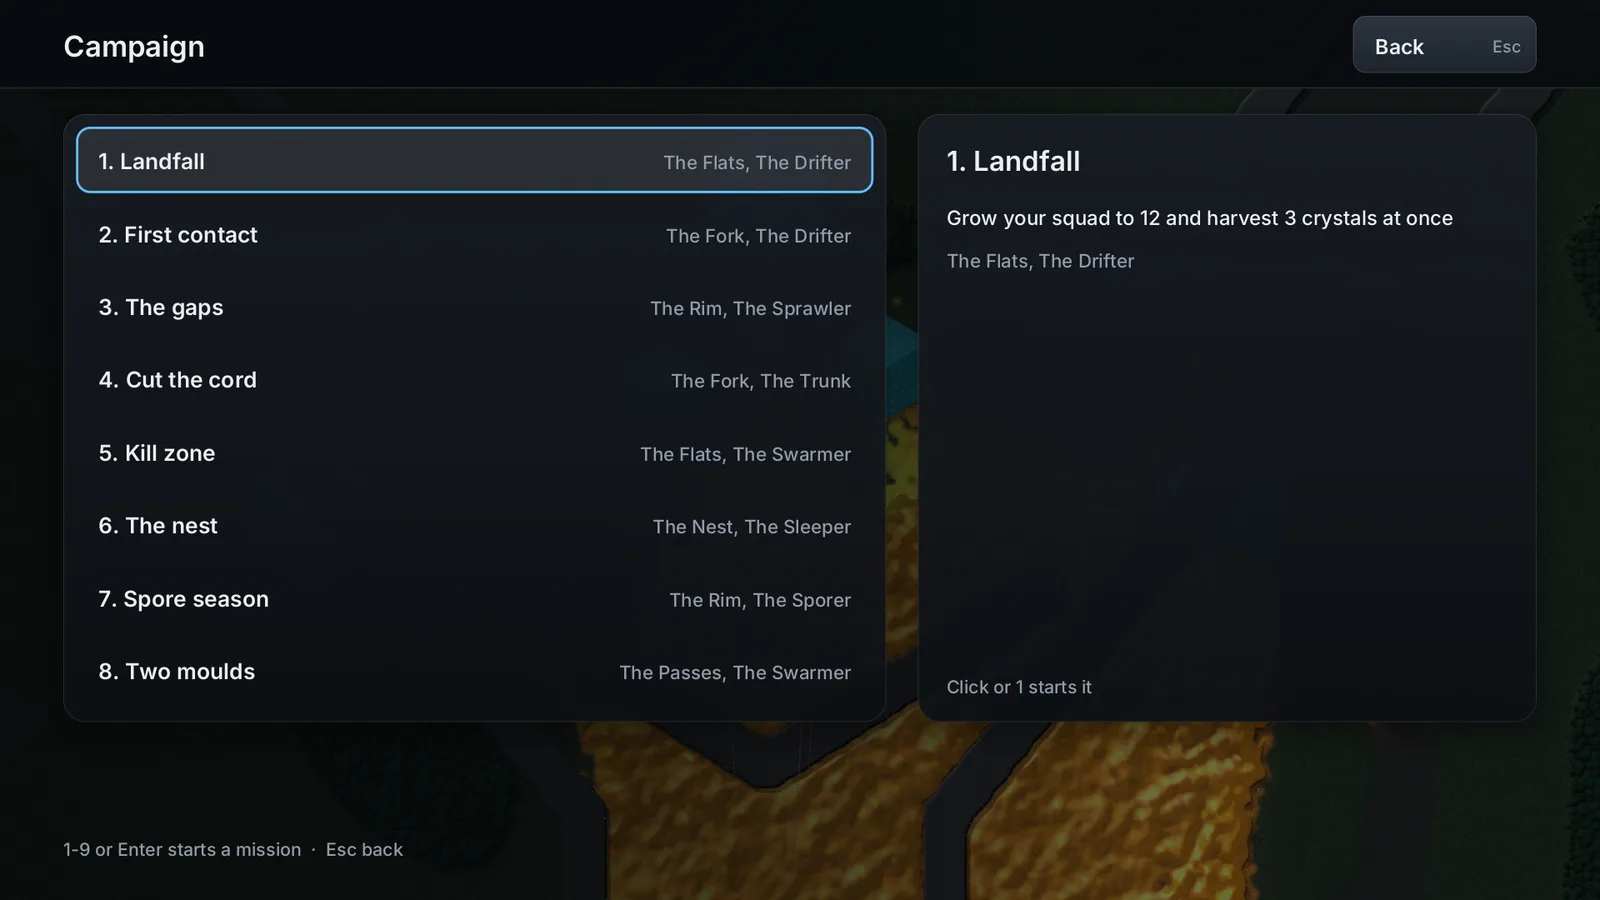 Campaign
Back Esc
1. Landfall The Flats, The Drifter
2. First contact The Fork, The Drifter
3. The gaps The Rim, The Sprawler
4. Cut the cord The Fork, The Trunk
5. Kill zone The Flats, The Swarmer
6. The nest The Nest, The Sleeper
7. Spore season The Rim, The Sporer
8. Two moulds The Passes, The Swarmer
1. Landfall
Grow your squad to 12 and harvest 3 crystals at once
The Flats, The Drifter
Click or 1 starts it
1-9 or Enter starts a mission · Esc back